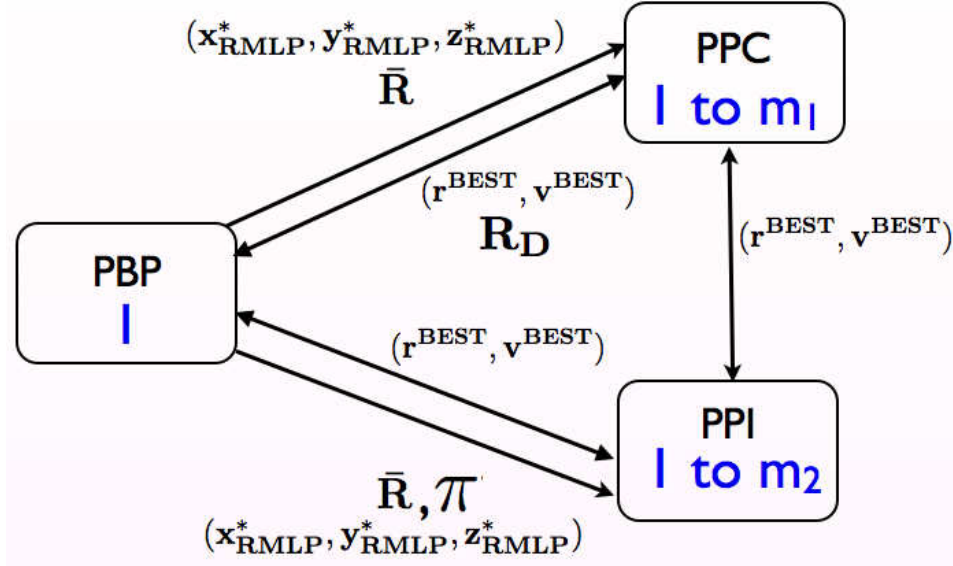 (x*RMLP, y*RMLP, z*RMLP)
R̄
PPC
1 to m1
(rBEST, vBEST)
RD
(rBEST, vBEST)
PBP
1
(rBEST, vBEST)
PPI
1 to m2
R̄, π
(x*RMLP, y*RMLP, z*RMLP)